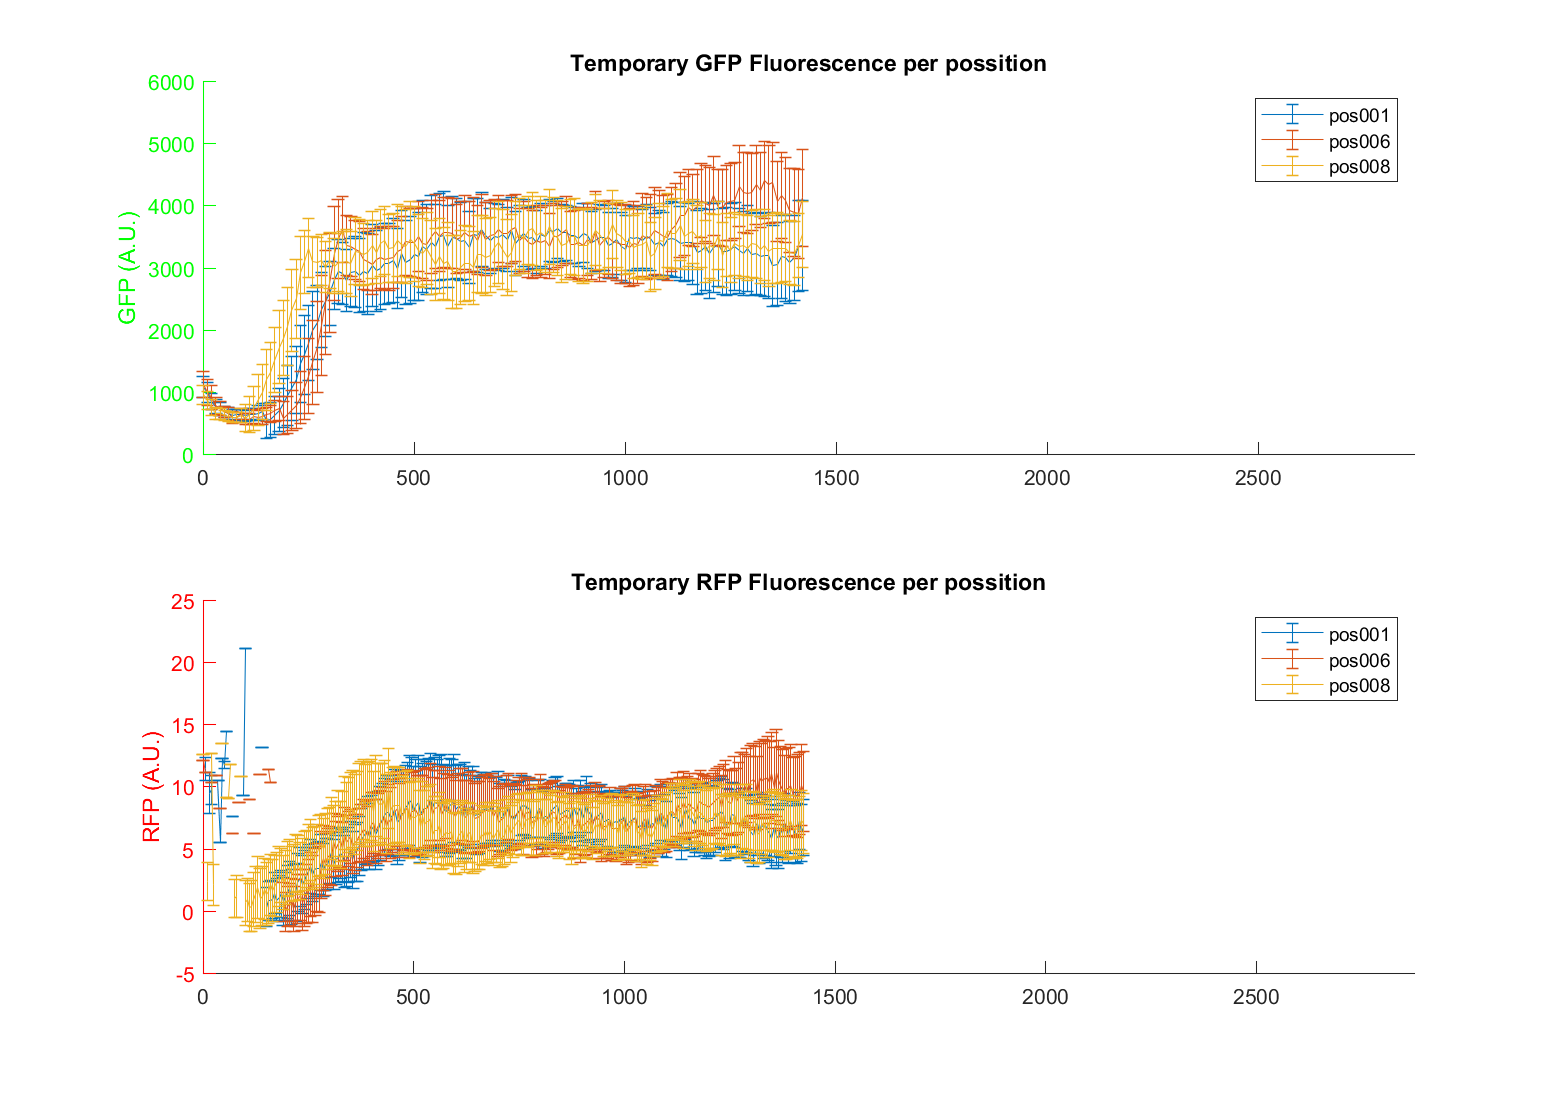 Temporary GFP Fluorescence per possition
6000
5000
4000
3000
2000
1000
0
GFP (A.U.)
0 500 1000 1500 2000 2500
pos001
pos006
pos008
Temporary RFP Fluorescence per possition
25
20
15
10
5
0
-5
RFP (A.U.)
0 500 1000 1500 2000 2500
pos001
pos006
pos008